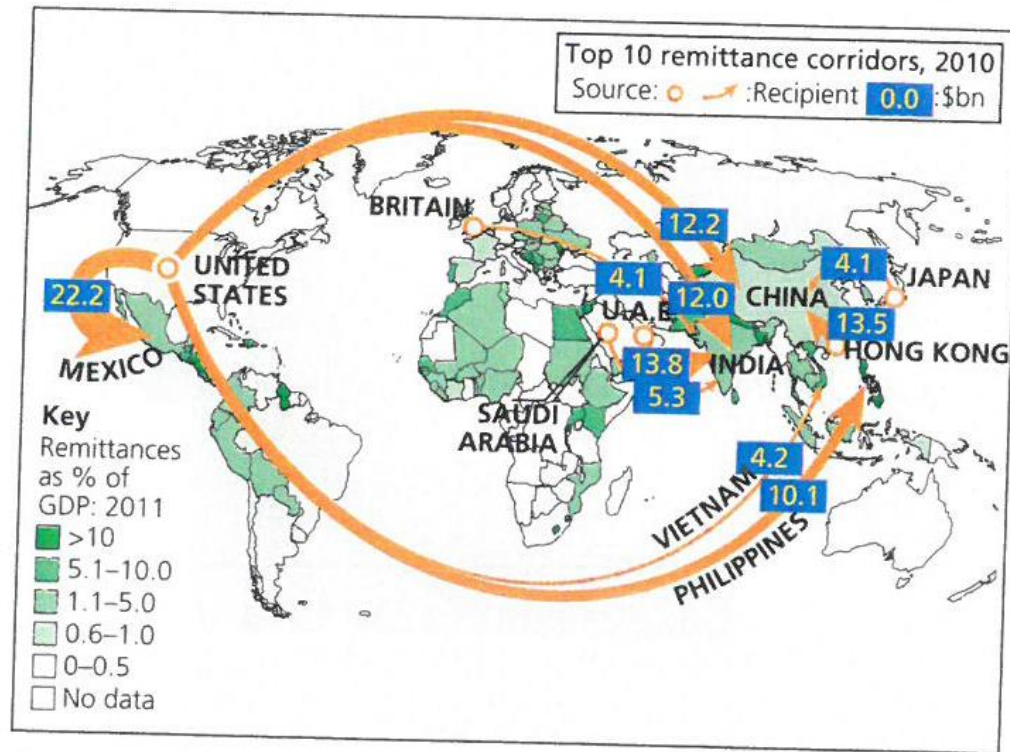 Top 10 remittance corridors, 2010
Source: :Recipient 0.0 :$bn
BRITAIN
12.2
4.1
4.1
JAPAN
UNITED
STATES
22.2
12.0
CHINA
U.A.E
13.5
HONG KONG
MEXICO
13.8
INDIA
5.3
SAUDI
ARABIA
4.2
VIETNAM
10.1
PHILIPPINES
Key
Remittances
as % of
GDP: 2011
>10
5.1–10.0
1.1–5.0
0.6–1.0
0–0.5
No data